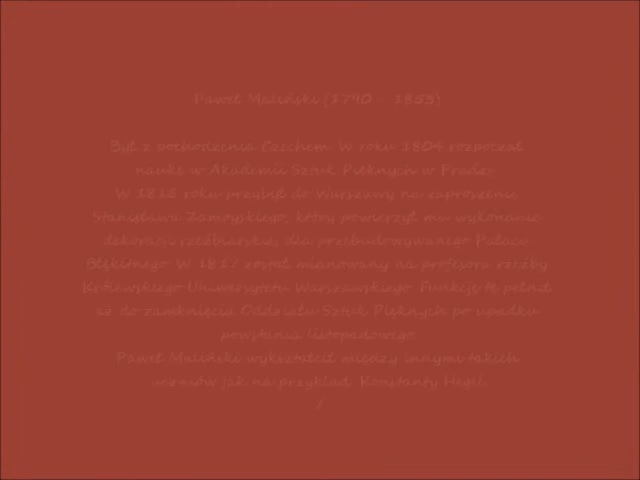 Paweł Maliński (1790 - 1853)
Był z pochodzenia Czechem. W roku 1804 rozpoczął
naukę w Akademii Sztuk Pięknych w Pradze.
W 1815 roku przybył do Warszawy na zaproszenie
Stanisława Zamoyskiego, który powierzył mu wykonanie
dekoracji rzeźbiarskiej dla przebudowywanego Pałacu
Błękitnego. W 1817 został mianowany na profesora rzeźby
Królewskiego Uniwersytetu Warszawskiego. Funkcję tę pełnił
aż do zamknięcia Oddziału Sztuk Pięknych po upadku
powstania listopadowego.
Paweł Maliński wykształcił między innymi takich
uczniów jak na przykład: Konstanty Hegel
/